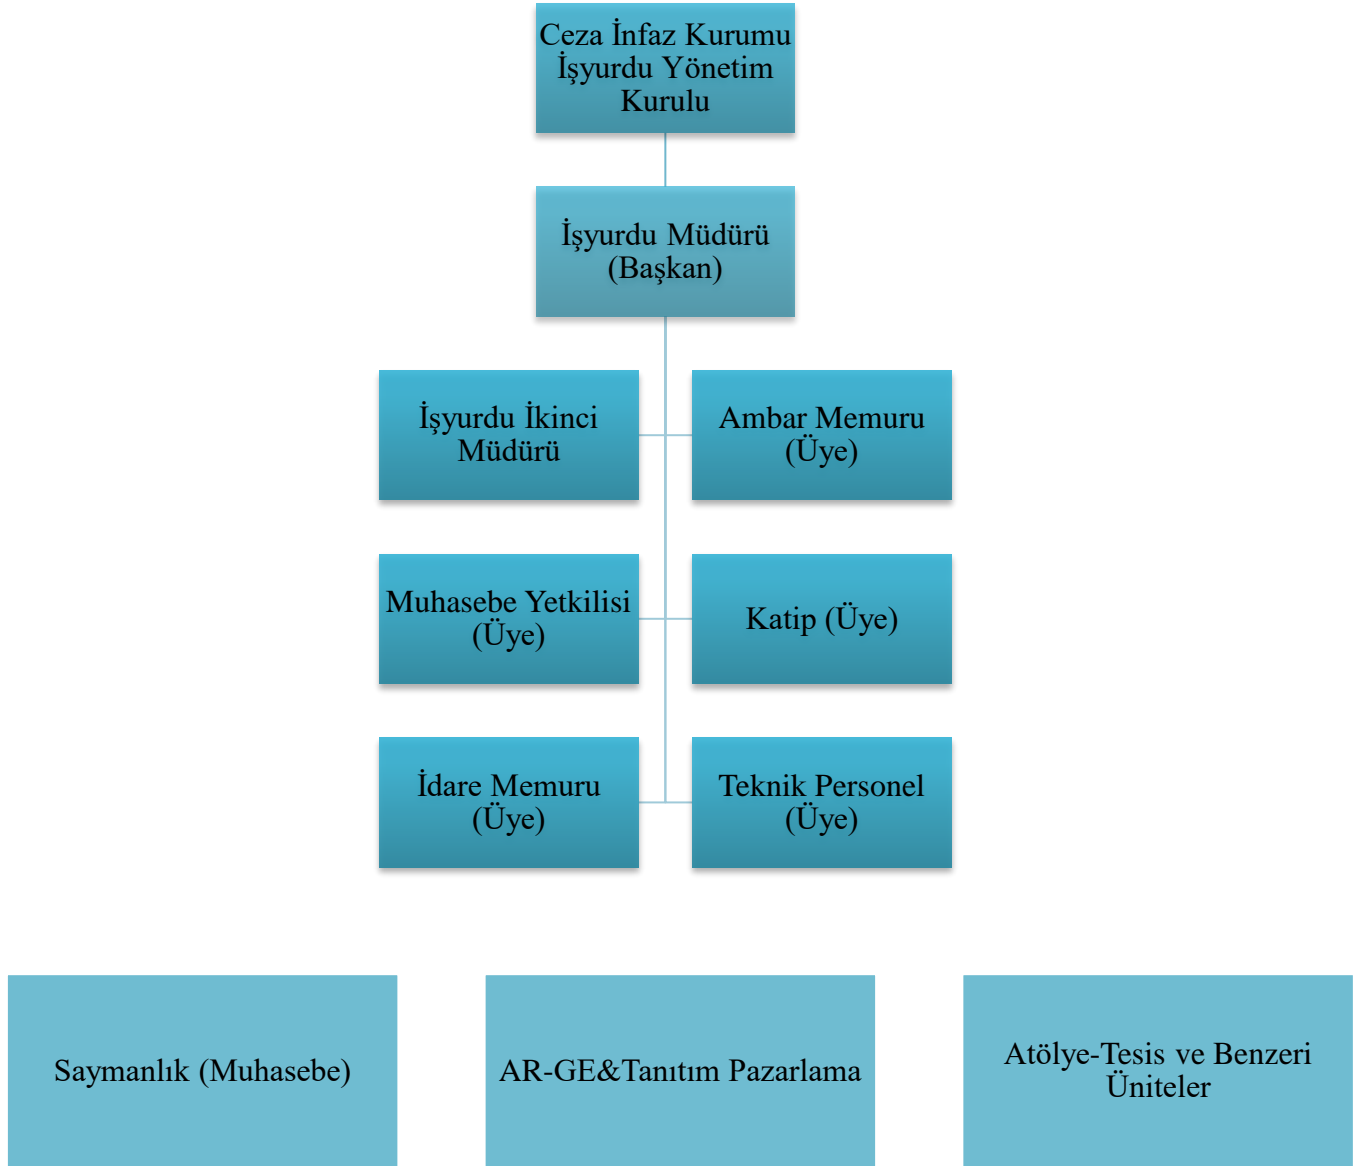 Ceza İnfaz Kurumu
İşyurdu Yönetim
Kurulu
İşyurdu Müdürü
(Başkan)
İşyurdu İkinci
Müdürü
Ambar Memuru
(Üye)
Muhasebe Yetkilisi
(Üye)
Katip (Üye)
İdare Memuru
(Üye)
Teknik Personel
(Üye)
Saymanlık (Muhasebe)
AR-GE&Tanıtım Pazarlama
Atölye-Tesis ve Benzeri
Üniteler